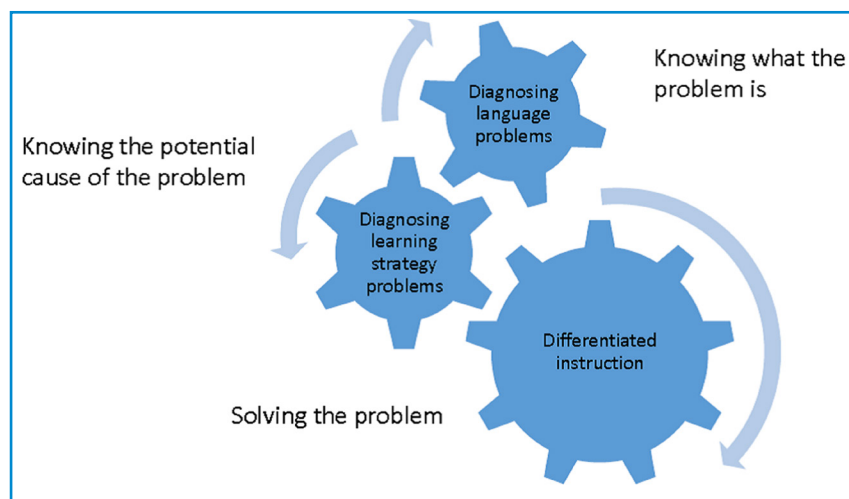 Knowing what the
problem is
Diagnosing
language
problems
Knowing the potential
cause of the problem
Diagnosing
learning
strategy
problems
Differentiated
instruction
Solving the problem